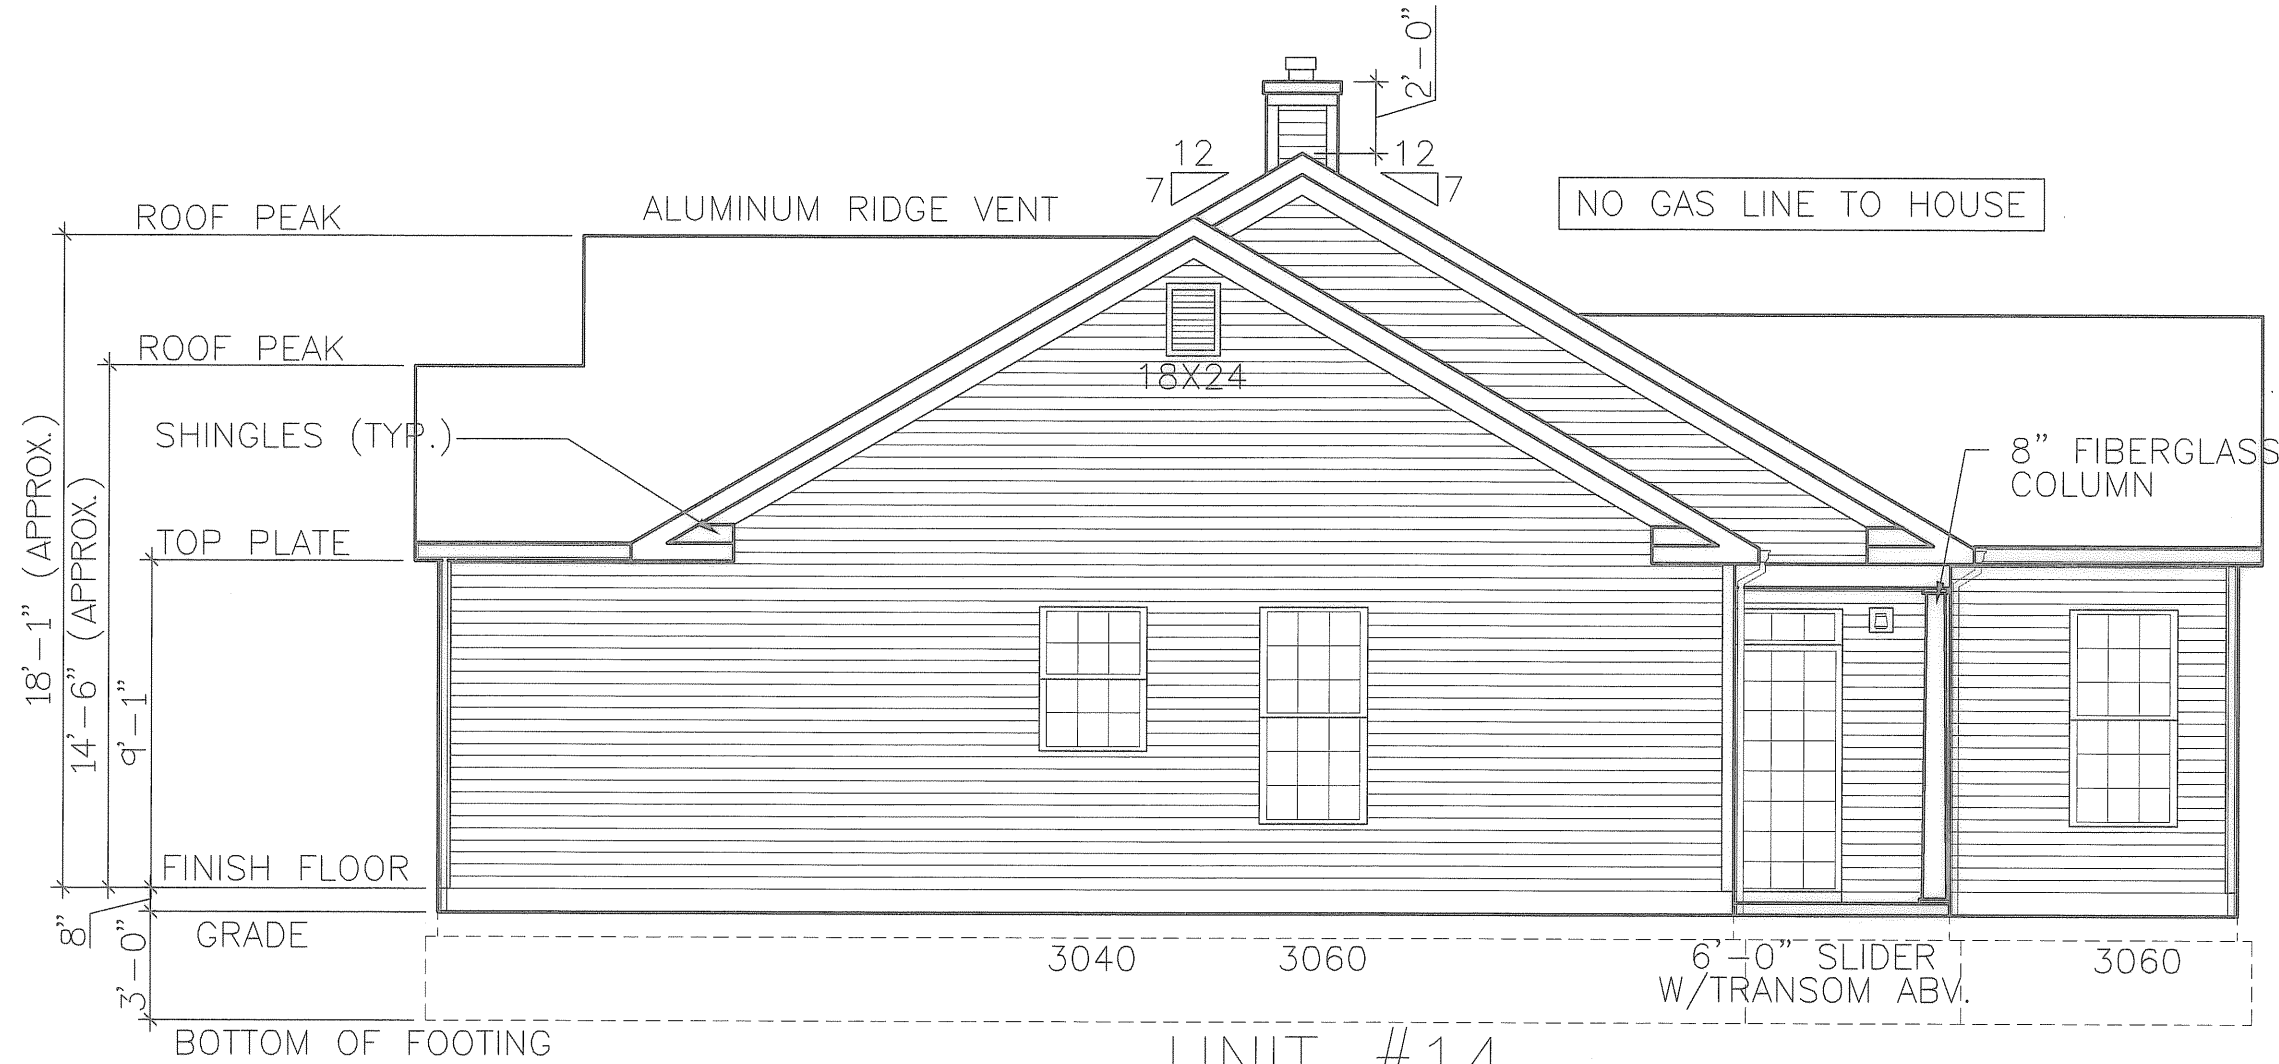 2'-0"
12
12
7
7
ROOF PEAK
ALUMINUM RIDGE VENT
NO GAS LINE TO HOUSE
ROOF PEAK
18X24
SHINGLES (TYP.)
8" FIBERGLASS
COLUMN
18'-1" (APPROX.)
14'-6" (APPROX.)
9'-1"
TOP PLATE
FINISH FLOOR
8"
GRADE
3'-0"
3040
3060
6'-0" SLIDER
W/TRANSOM ABV.
3060
BOTTOM OF FOOTING
UNIT #14